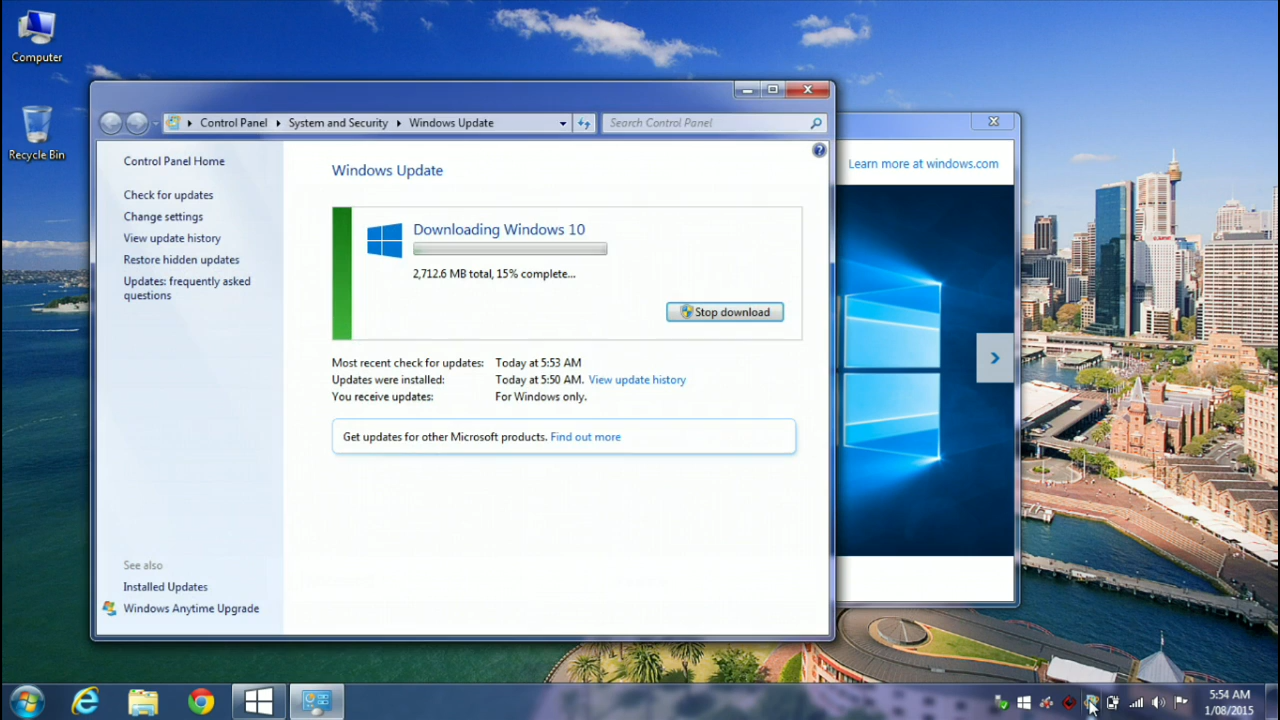 Computer
Recycle Bin
Control Panel
System and Security
Windows Update
Search Control Panel
Control Panel Home
Check for updates
Change settings
View update history
Restore hidden updates
Updates: frequently asked
questions
See also
Installed Updates
Windows Anytime Upgrade
Windows Update
Downloading Windows 10
2,712.6 MB total, 15% complete...
Stop download
Most recent check for updates: Today at 5:53 AM
Updates were installed: Today at 5:50 AM. View update history
You receive updates: For Windows only.
Get updates for other Microsoft products. Find out more
Learn more at windows.com
5:54 AM
1/08/2015